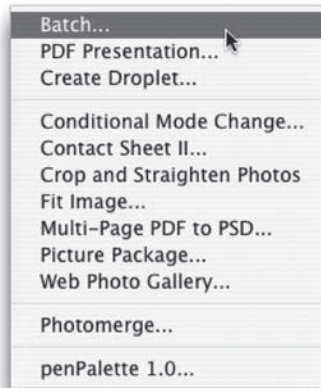 Batch...
PDF Presentation...
Create Droplet...
Conditional Mode Change...
Contact Sheet II...
Crop and Straighten Photos
Fit Image...
Multi-Page PDF to PSD...
Picture Package...
Web Photo Gallery...
Photomerge...
penPalette 1.0...